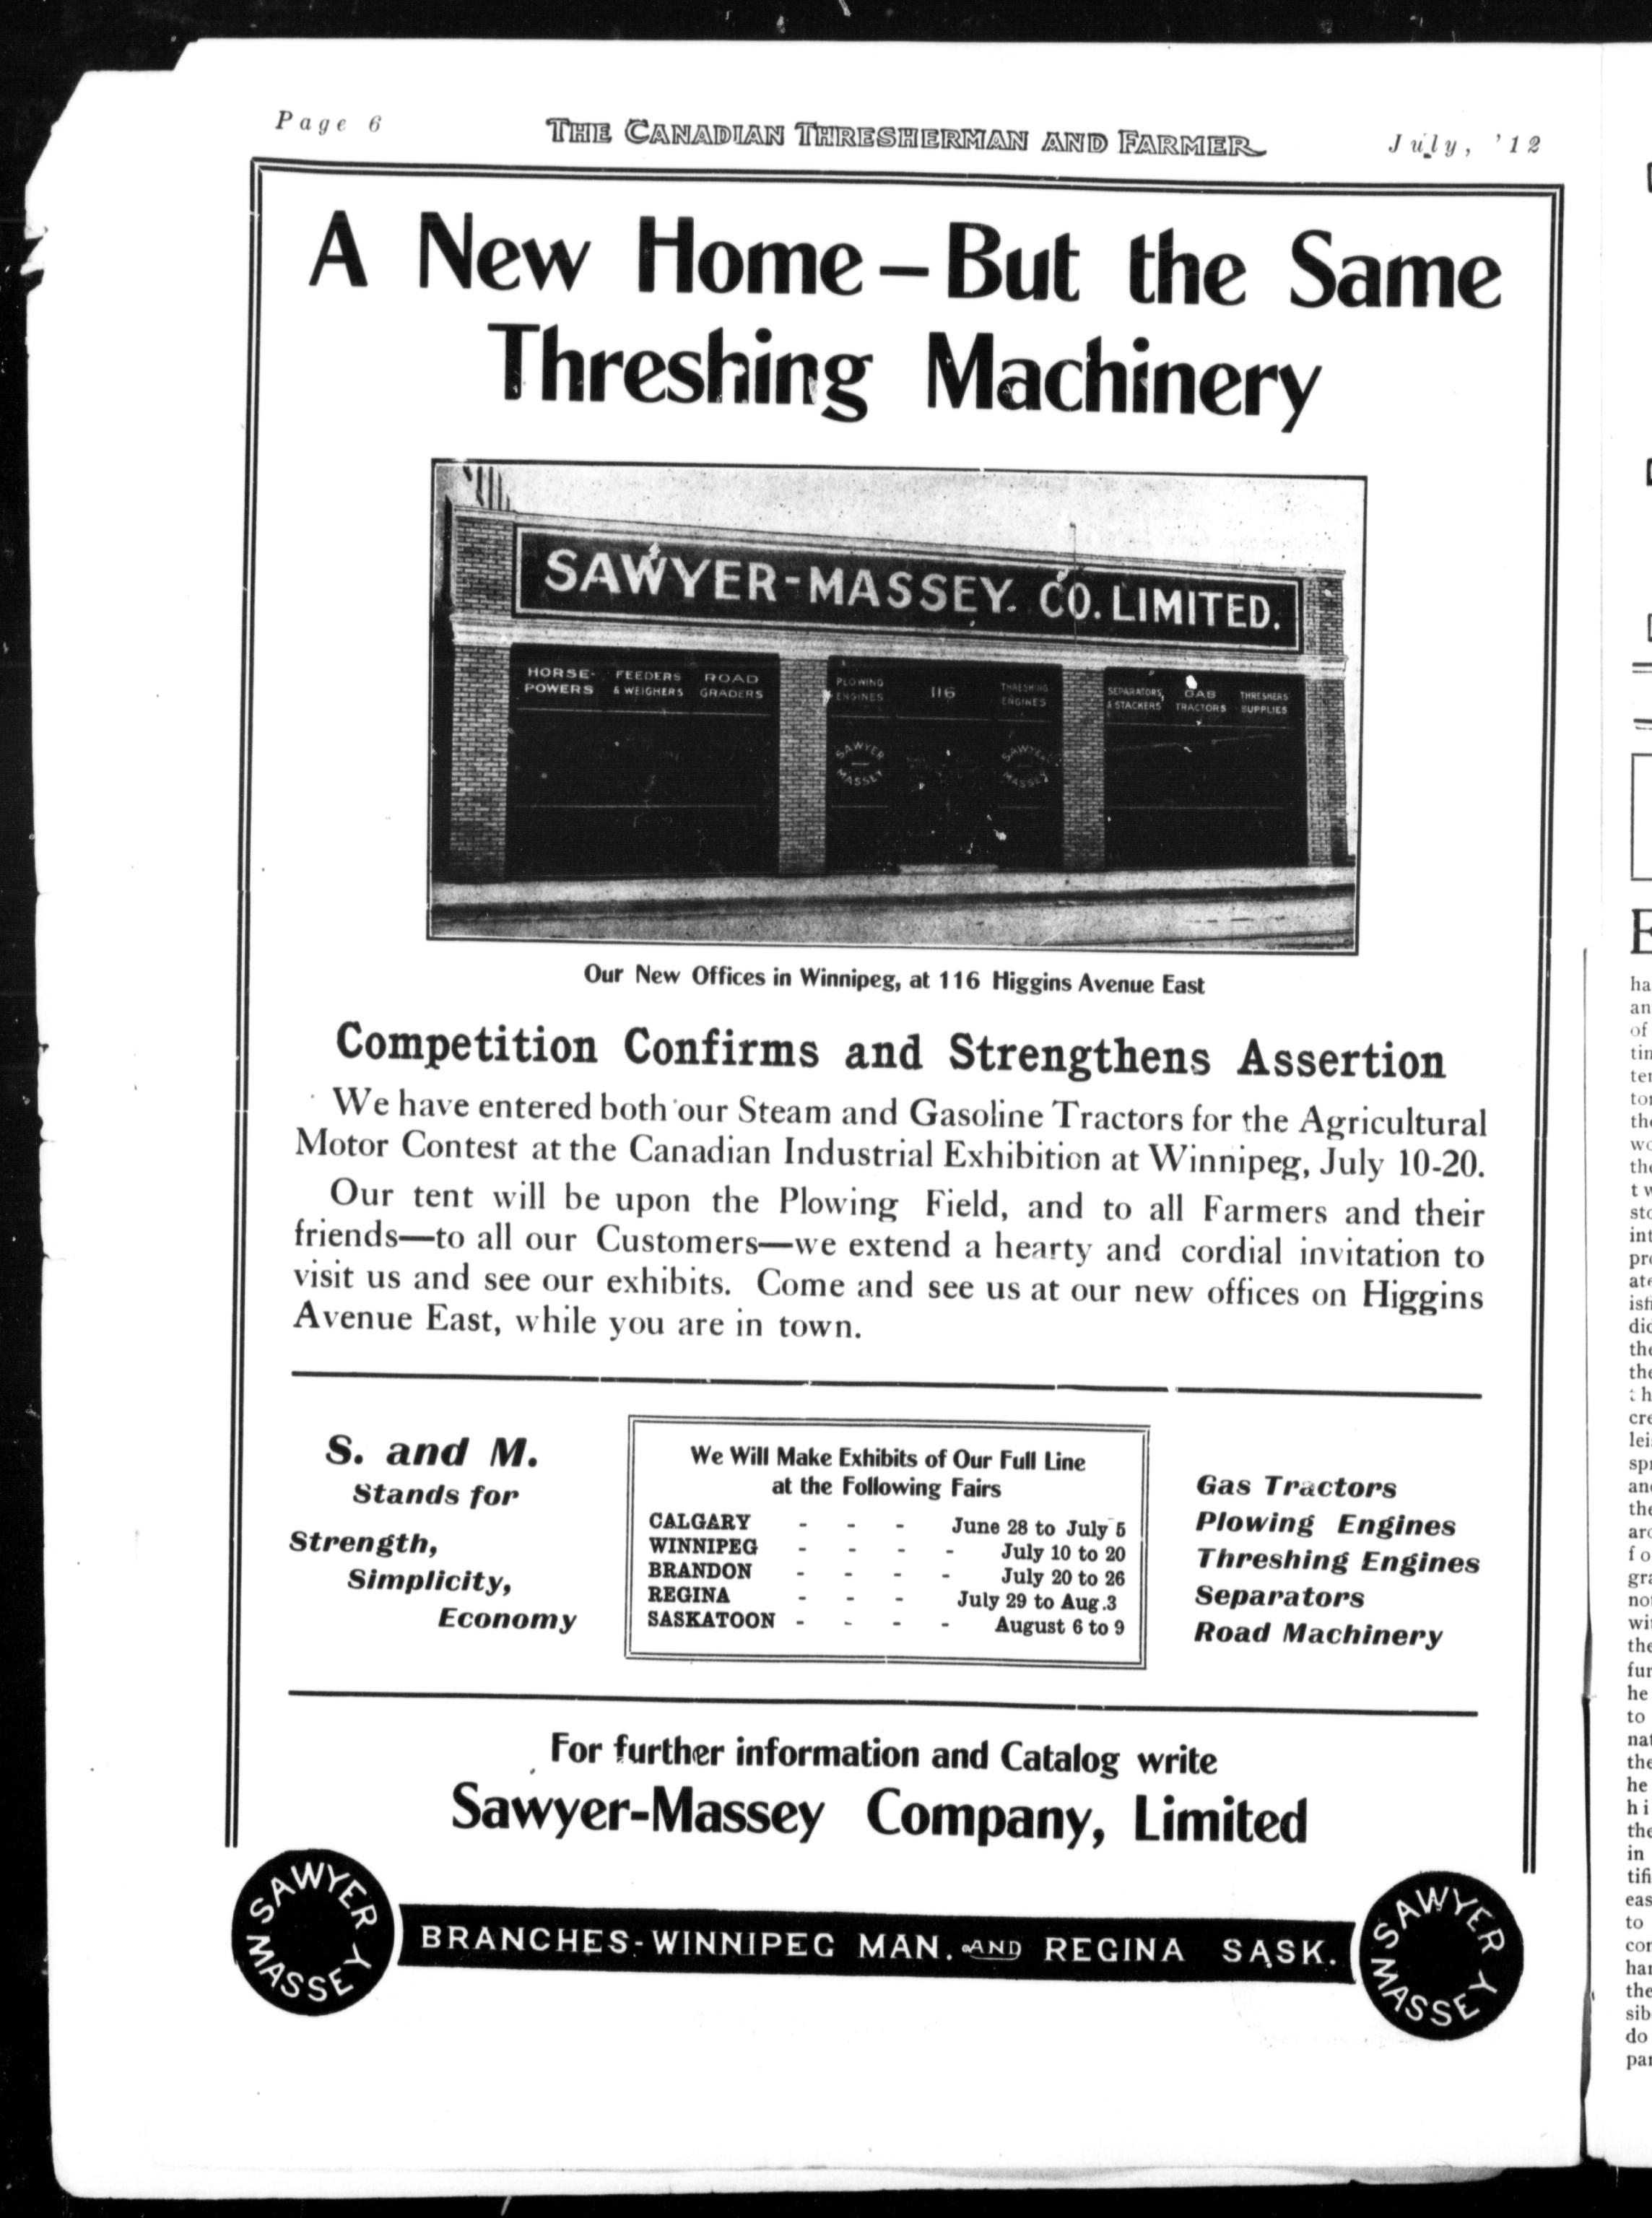 Page 6
THE CANADIAN THRESHERMAN AND FARMER
July, '12
A New Home – But the Same
Threshing Machinery
SAWYER-MASSEY. CO. LIMITED.
HORSE-POWERS
FEEDERS & WEIGHERS
ROAD GRADERS
PLOWING ENGINES
116
THRESHING ENGINES
SEPARATORS, & STACKERS
GAS TRACTORS
THRESHERS SUPPLIES
SAWYER MASSEY
SAWYER MASSEY
Our New Offices in Winnipeg, at 116 Higgins Avenue East
Competition Confirms and Strengthens Assertion
We have entered both our Steam and Gasoline Tractors for the Agricultural
Motor Contest at the Canadian Industrial Exhibition at Winnipeg, July 10-20.
Our tent will be upon the Plowing Field, and to all Farmers and their
friends—to all our Customers—we extend a hearty and cordial invitation to
visit us and see our exhibits. Come and see us at our new offices on Higgins
Avenue East, while you are in town.
S. and M.
Stands for
Strength,
Simplicity,
Economy
We Will Make Exhibits of Our Full Line
at the Following Fairs
CALGARY - - - June 28 to July 5
WINNIPEG - - - - July 10 to 20
BRANDON - - - - July 20 to 26
REGINA - - - July 29 to Aug. 3
SASKATOON - - - - August 6 to 9
Gas Tractors
Plowing Engines
Threshing Engines
Separators
Road Machinery
For further information and Catalog write
Sawyer-Massey Company, Limited
SAWYER MASSEY
BRANCHES-WINNIPEG MAN. AND REGINA SASK.
SAWYER MASSEY